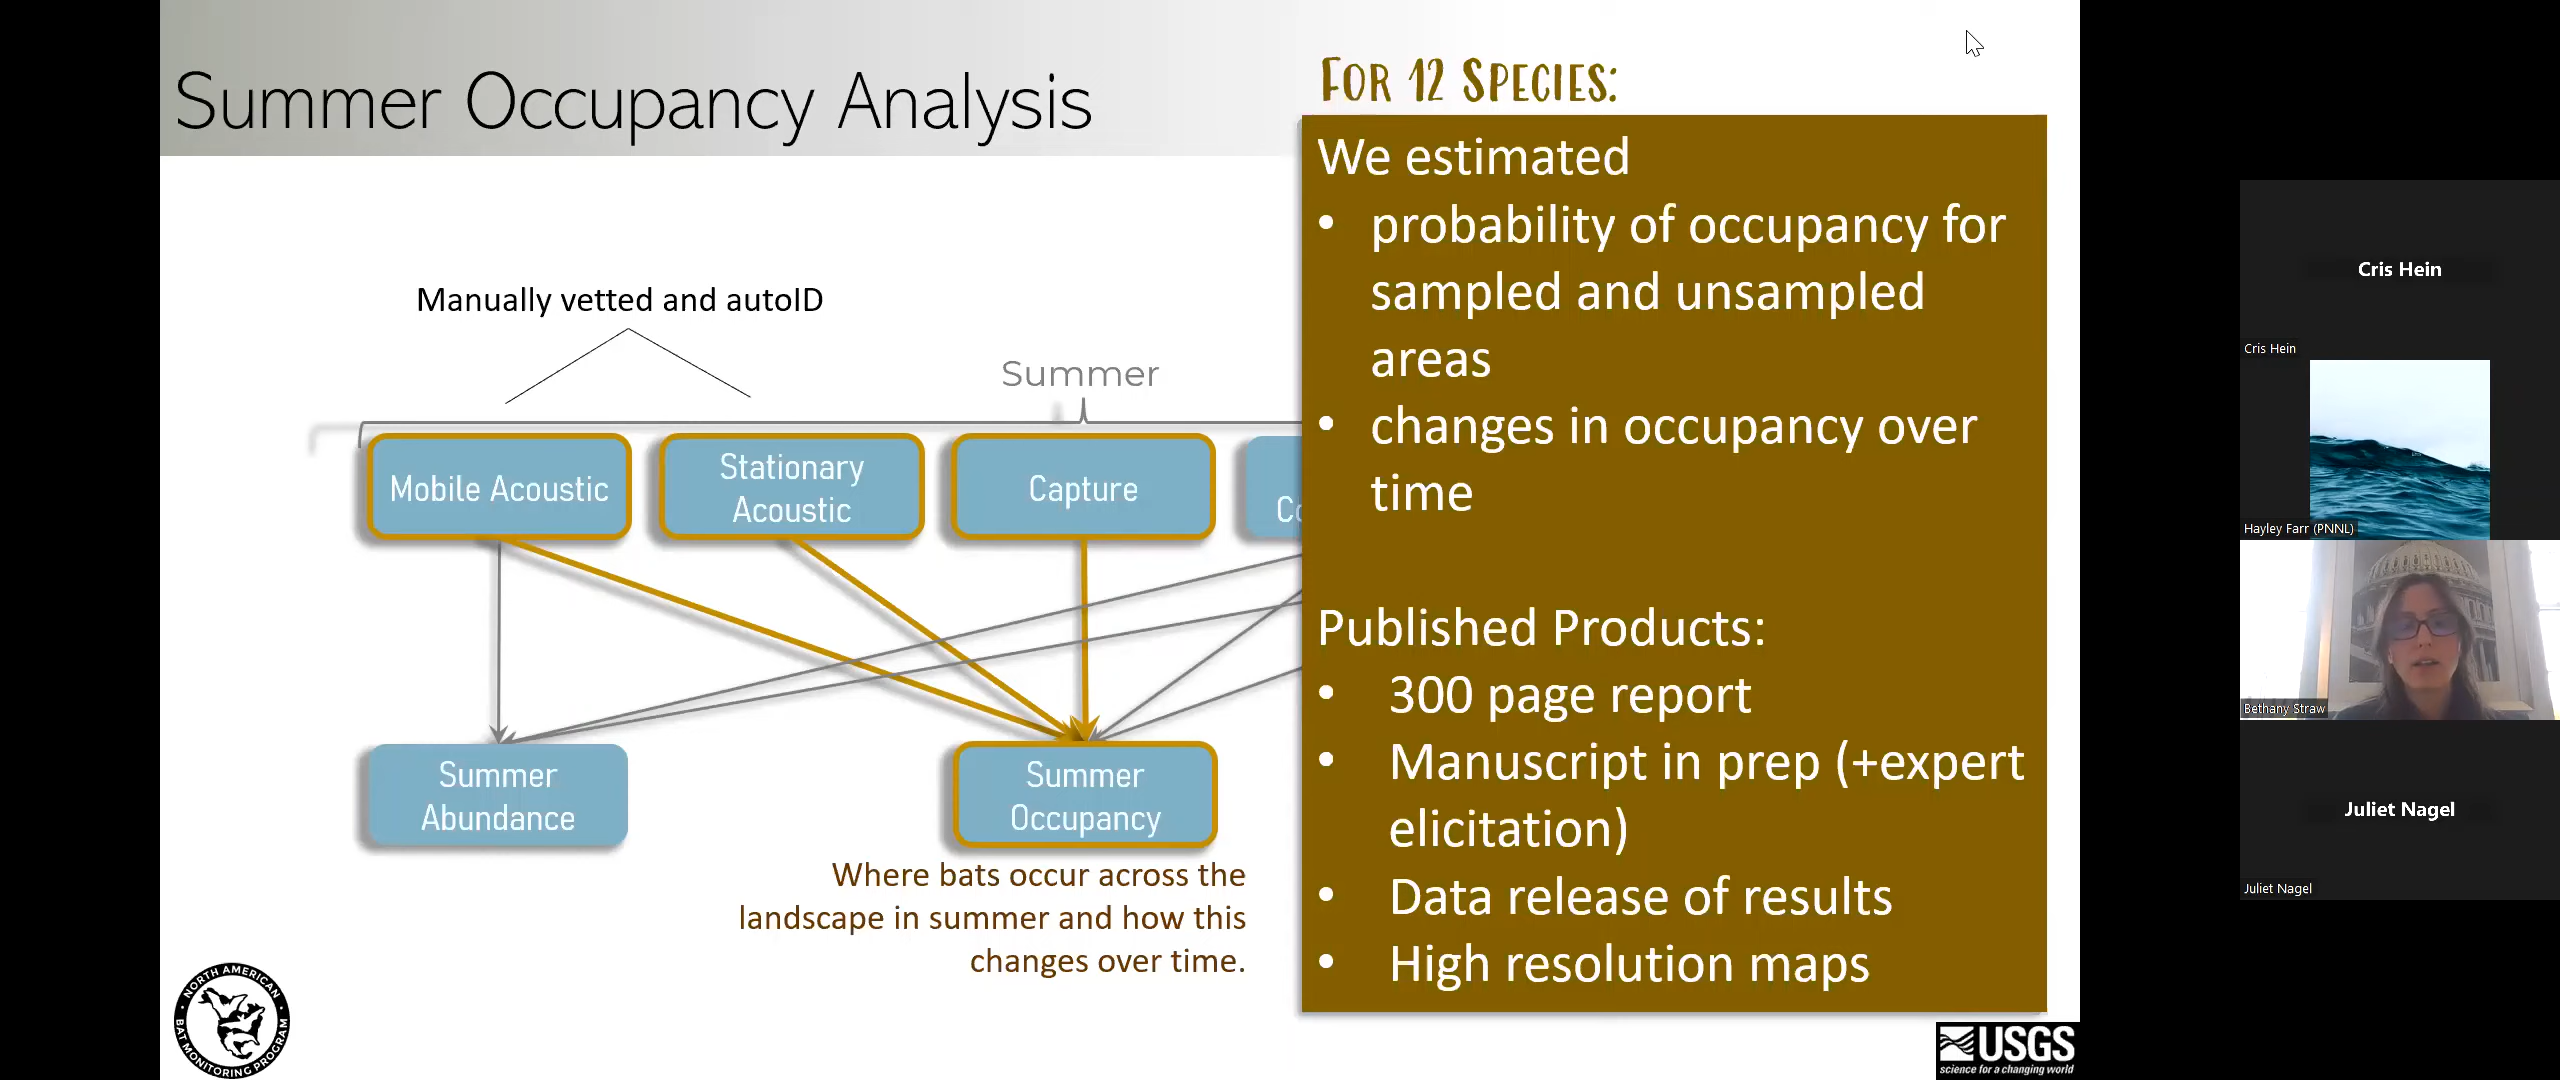 Summer Occupancy Analysis
Manually vetted and autoID
Summer
Mobile Acoustic
Stationary
Acoustic
Capture
Summer
Abundance
Summer
Occupancy
Where bats occur across the
landscape in summer and how this
changes over time.
FOR 12 SPECIES:
We estimated
• probability of occupancy for
sampled and unsampled
areas
• changes in occupancy over
time
Published Products:
• 300 page report
• Manuscript in prep (+expert
elicitation)
• Data release of results
• High resolution maps
NORTH AMERICAN
BAT MONITORING PROGRAM
USGS
science for a changing world
Cris Hein
Cris Hein
Hayley Farr (PNNL)
Bethany Straw
Juliet Nagel
Juliet Nagel